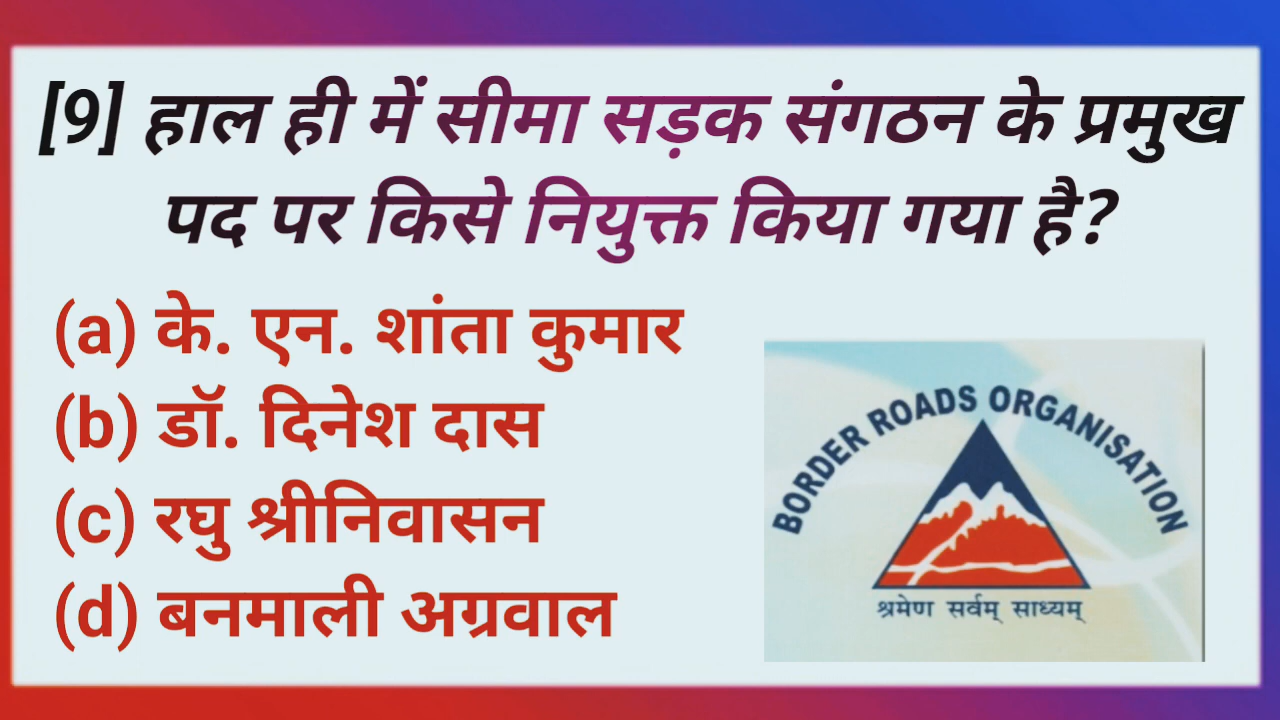 [9] हाल ही में सीमा सड़क संगठन के प्रमुख
पद पर किसे नियुक्त किया गया है?
(a) के. एन. शांता कुमार
(b) डॉ. दिनेश दास
(c) रघु श्रीनिवासन
(d) बनमाली अग्रवाल
BORDER ROADS ORGANISATION
श्रमेण सर्वम् साध्यम्